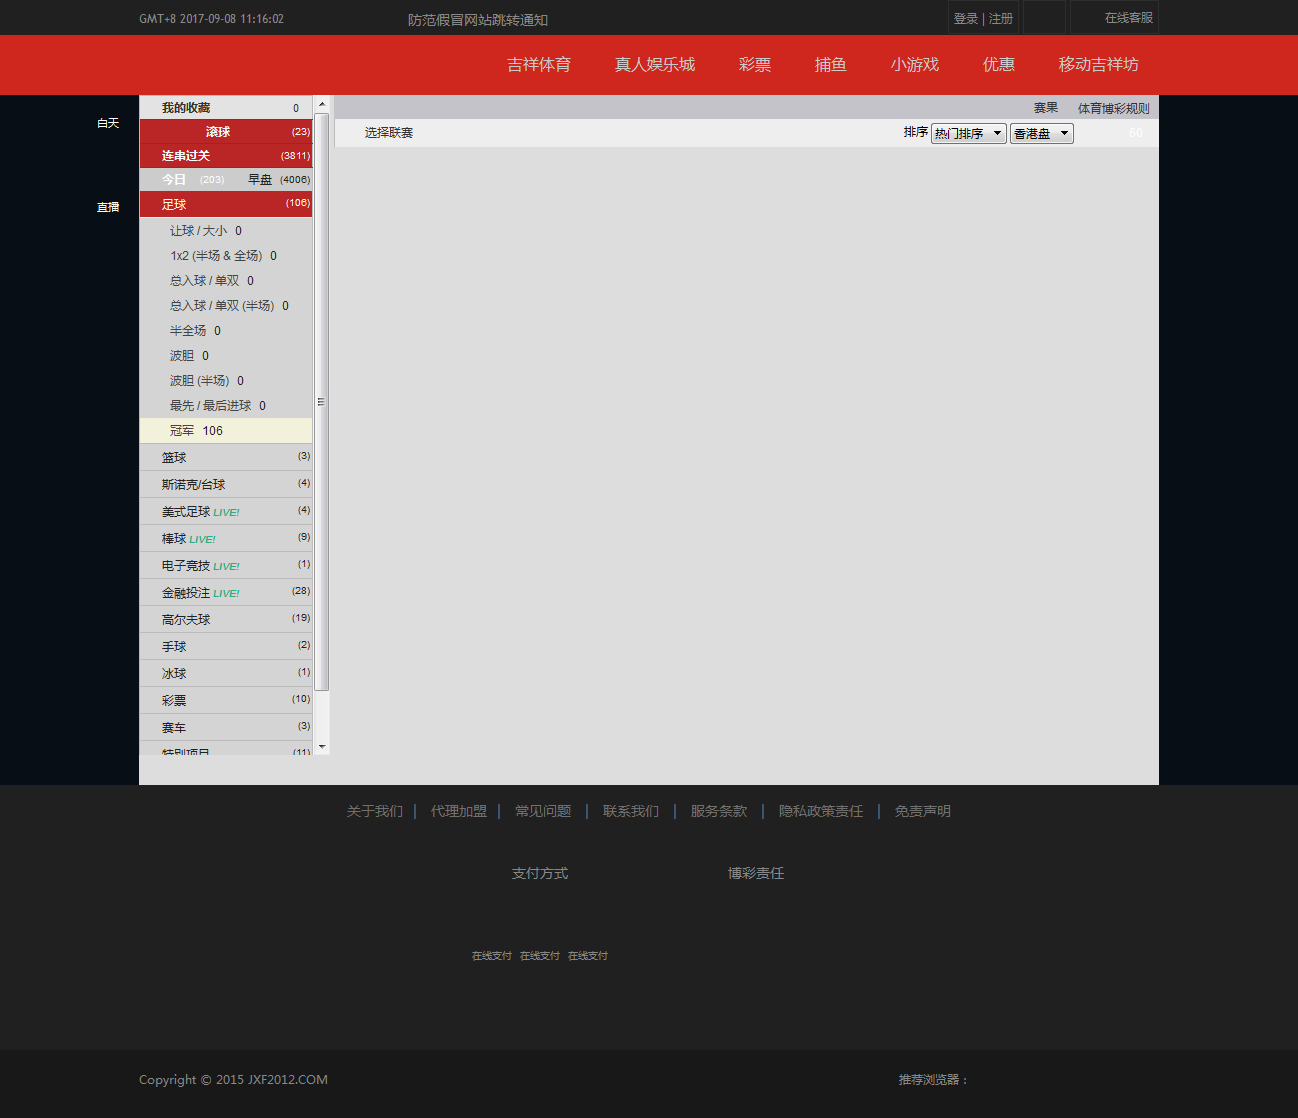 GMT+8 2017-09-08 11:16:02 防范假冒网站跳转通知 登录 | 注册 在线客服
吉祥体育 真人娱乐城 彩票 捕鱼 小游戏 优惠 移动吉祥坊
我的收藏 0 赛果 体育博彩规则
白天
滚球 (23) 选择联赛 排序 热门排序 香港盘 60
连串过关 (3811)
今日 (203) 早盘 (4006)
足球 (106)
直播
让球 / 大小 0
1x2 (半场 & 全场) 0
总入球 / 单双 0
总入球 / 单双 (半场) 0
半全场 0
波胆 0
波胆 (半场) 0
最先 / 最后进球 0
冠军 106
篮球 (3)
斯诺克/台球 (4)
美式足球 LIVE! (4)
棒球 LIVE! (9)
电子竞技 LIVE! (1)
金融投注 LIVE! (28)
高尔夫球 (19)
手球 (2)
冰球 (1)
彩票 (10)
赛车 (3)
特别项目 (11)
关于我们 | 代理加盟 | 常见问题 | 联系我们 | 服务条款 | 隐私政策责任 | 免责声明
支付方式 博彩责任
在线支付 在线支付 在线支付
Copyright © 2015 JXF2012.COM 推荐浏览器：